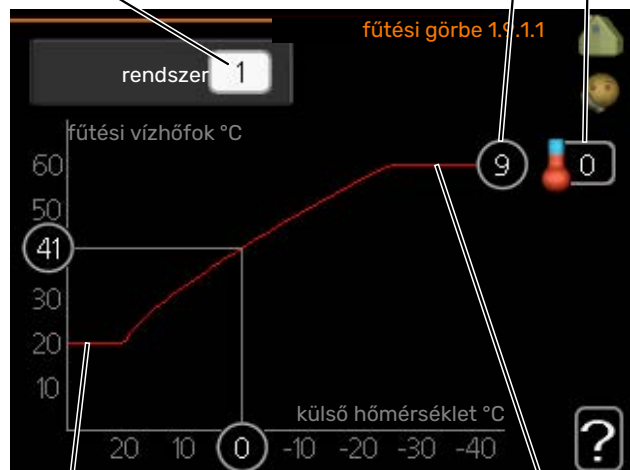 fűtési görbe 1.9.1.1
rendszer 1
fűtési vízhőfok °C
60
9
0
50
41
30
20
10
külső hőmérséklet °C
20 10 0 -10 -20 -30 -40
?